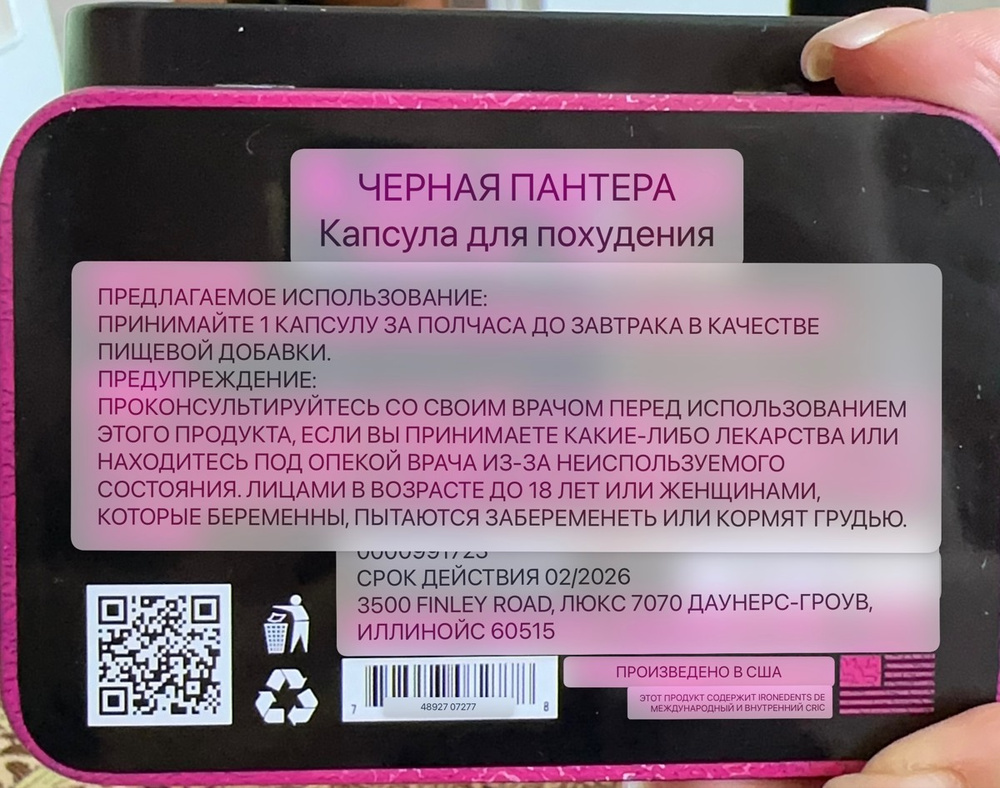 ЧЕРНАЯ ПАНТЕРА
Капсула для похудения
ПРЕДЛАГАЕМОЕ ИСПОЛЬЗОВАНИЕ:
ПРИНИМАЙТЕ 1 КАПСУЛУ ЗА ПОЛЧАСА ДО ЗАВТРАКА В КАЧЕСТВЕ
ПИЩЕВОЙ ДОБАВКИ.
ПРЕДУПРЕЖДЕНИЕ:
ПРОКОНСУЛЬТИРУЙТЕСЬ СО СВОИМ ВРАЧОМ ПЕРЕД ИСПОЛЬЗОВАНИЕМ
ЭТОГО ПРОДУКТА, ЕСЛИ ВЫ ПРИНИМАЕТЕ КАКИЕ-ЛИБО ЛЕКАРСТВА ИЛИ
НАХОДИТЕСЬ ПОД ОПЕКОЙ ВРАЧА ИЗ-ЗА НЕИСПОЛЬЗУЕМОГО
СОСТОЯНИЯ. ЛИЦАМИ В ВОЗРАСТЕ ДО 18 ЛЕТ ИЛИ ЖЕНЩИНАМИ,
КОТОРЫЕ БЕРЕМЕННЫ, ПЫТАЮТСЯ ЗАБЕРЕМЕНЕТЬ ИЛИ КОРМЯТ ГРУДЬЮ.
0000991723
СРОК ДЕЙСТВИЯ 02/2026
3500 FINLEY ROAD, ЛЮКС 7070 ДАУНЕРС-ГРОУВ,
ИЛЛИНОЙС 60515
ПРОИЗВЕДЕНО В США
ЭТОТ ПРОДУКТ СОДЕРЖИТ IRONEDENTS DE
МЕЖДУНАРОДНЫЙ И ВНУТРЕННИЙ CRIC
7 48927 07277 8